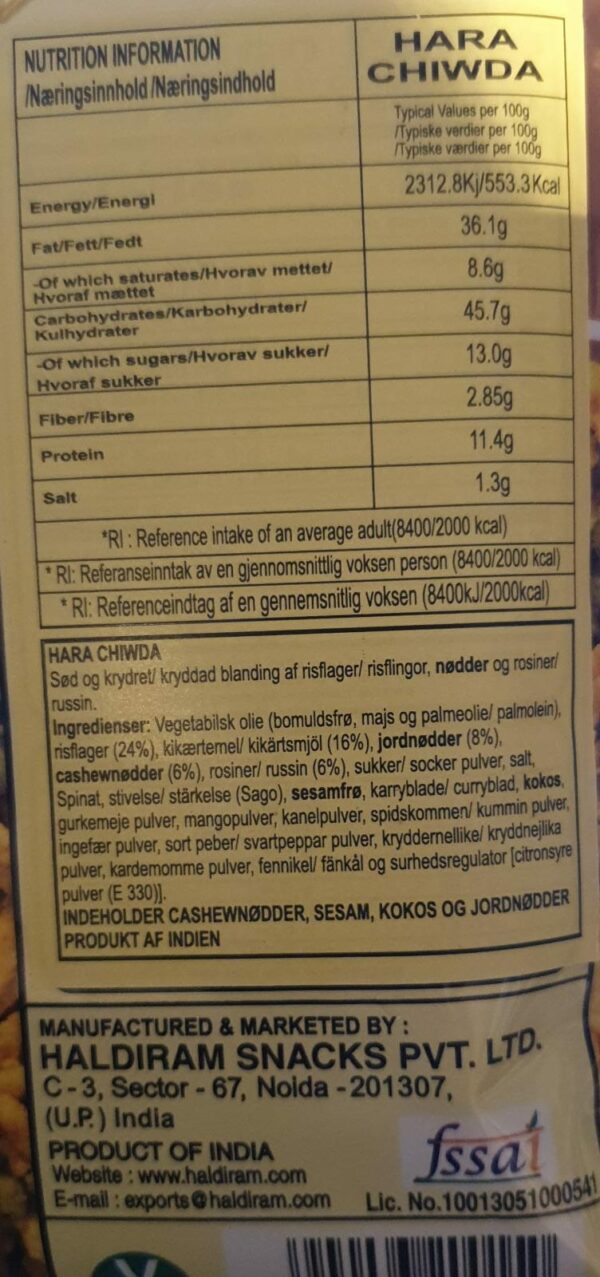 NUTRITION INFORMATION
/Næringsinnhold /Næringsindhold
HARA
CHIWDA
Typical Values per 100g
/Typiske verdier per 100g
/Typiske værdier per 100g
Energy/Energi 2312.8Kj/553.3Kcal
Fat/Fett/Fedt 36.1g
-Of which saturates/Hvorav mettet/
Hvoraf mættet 8.6g
Carbohydrates/Karbohydrater/
Kulhydrater 45.7g
-Of which sugars/Hvorav sukker/
Hvoraf sukker 13.0g
Fiber/Fibre 2.85g
Protein 11.4g
Salt 1.3g
*RI : Reference intake of an average adult(8400/2000 kcal)
* RI: Referanseinntak av en gjennomsnittlig voksen person (8400/2000 kcal)
* RI: Referenceindtag af en gennemsnitlig voksen (8400kJ/2000kcal)
HARA CHIWDA
Sød og krydret/ kryddad blanding af risflager/ risflingor, nødder og rosiner/
russin.
Ingredienser: Vegetabilsk olie (bomuldsfrø, majs og palmeolie/ palmolein),
risflager (24%), kikærtemel/ kikärtsmjöl (16%), jordnødder (8%),
cashewnødder (6%), rosiner/ russin (6%), sukker/ socker pulver, salt,
Spinat, stivelse/ stärkelse (Sago), sesamfrø, karryblade/ curryblad, kokos,
gurkemeje pulver, mangopulver, kanelpulver, spidskommen/ kummin pulver,
ingefær pulver, sort peber/ svartpeppar pulver, kryddernellike/ kryddnejlika
pulver, kardemomme pulver, fennikel/ fänkål og surhedsregulator [citronsyre
pulver (E 330)].
INDEHOLDER CASHEWNØDDER, SESAM, KOKOS OG JORDNØDDER
PRODUKT AF INDIEN
MANUFACTURED & MARKETED BY :
HALDIRAM SNACKS PVT. LTD.
C - 3, Sector - 67, Noida - 201307,
(U.P.) India
PRODUCT OF INDIA
Website : www.haldiram.com
E-mail : exports@haldiram.com
fssai
Lic. No.10013051000541